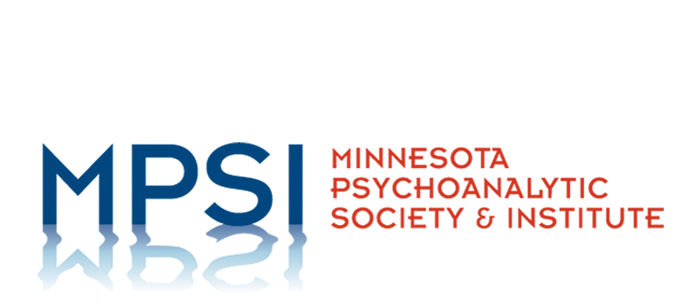 MPSI
MINNESOTA
PSYCHOANALYTIC
SOCIETY & INSTITUTE